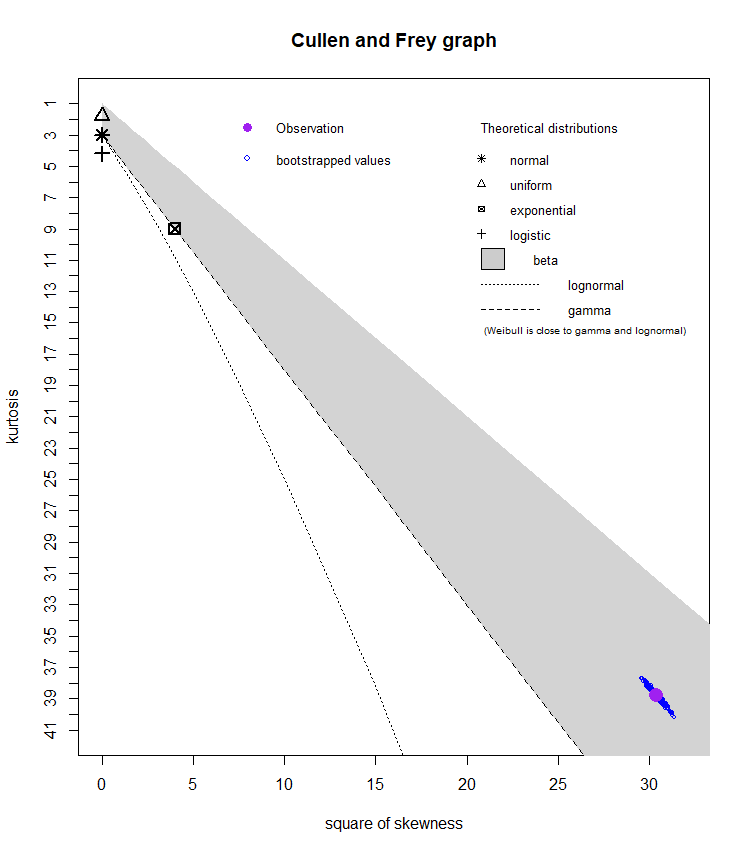 Cullen and Frey graph
Observation
bootstrapped values
Theoretical distributions
normal
uniform
exponential
logistic
beta
lognormal
gamma
(Weibull is close to gamma and lognormal)
kurtosis
1
3
5
7
9
11
13
15
17
19
21
23
25
27
29
31
33
35
37
39
41
0 5 10 15 20 25 30
square of skewness